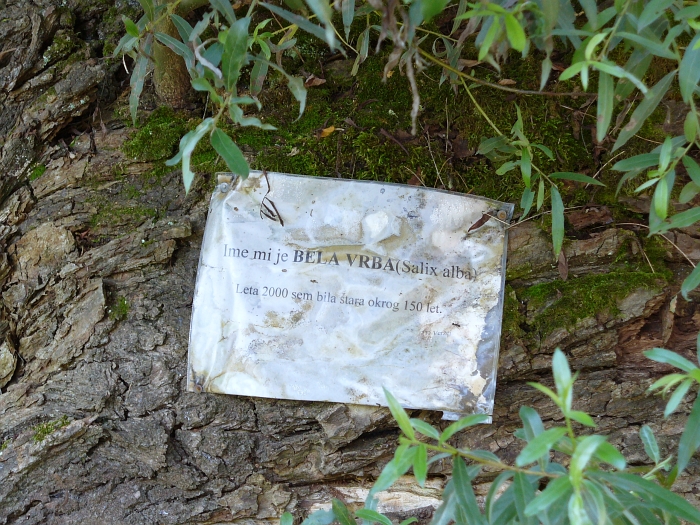 Ime mi je BELA VRBA(Salix alba)
Leta 2000 sem bila stara okrog 150 let.